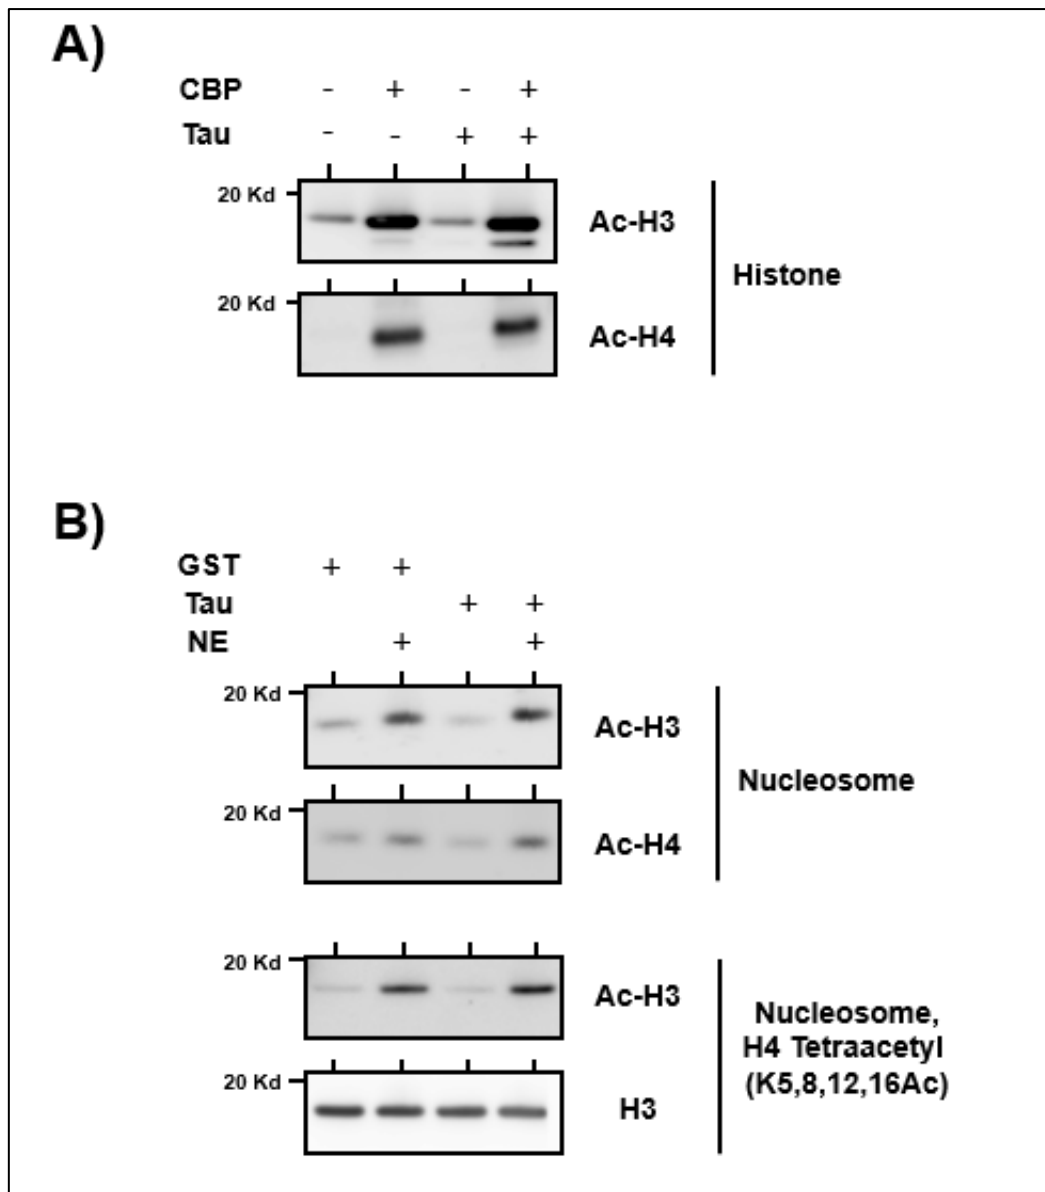 A)
CBP - + - +
Tau - - + +
20 Kd
Ac-H3
20 Kd
Ac-H4
Histone
B)
GST + +
Tau + +
NE + +
20 Kd
Ac-H3
20 Kd
Ac-H4
Nucleosome
20 Kd
Ac-H3
20 Kd
H3
Nucleosome,
H4 Tetraacetyl
(K5,8,12,16Ac)